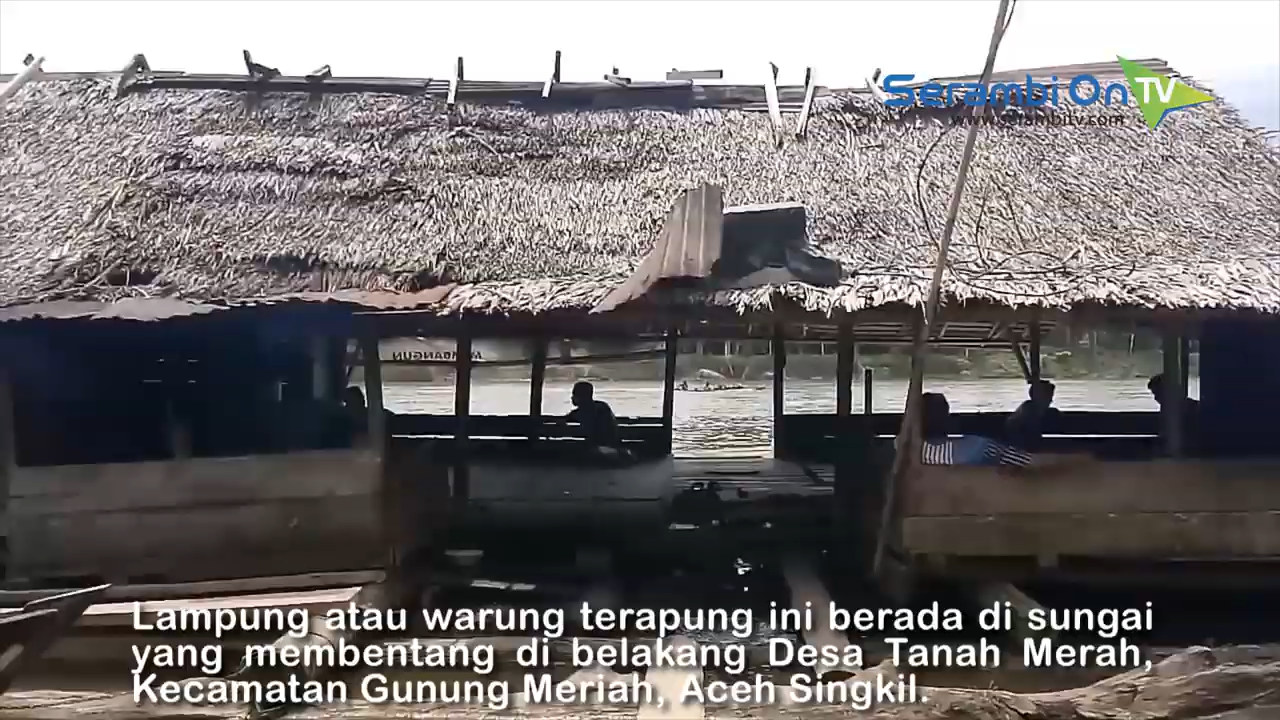 Serambi On TV
www.serambitv.com
MEMBANGUN
Lampung atau warung terapung ini berada di sungai
yang membentang di belakang Desa Tanah Merah,
Kecamatan Gunung Meriah, Aceh Singkil.